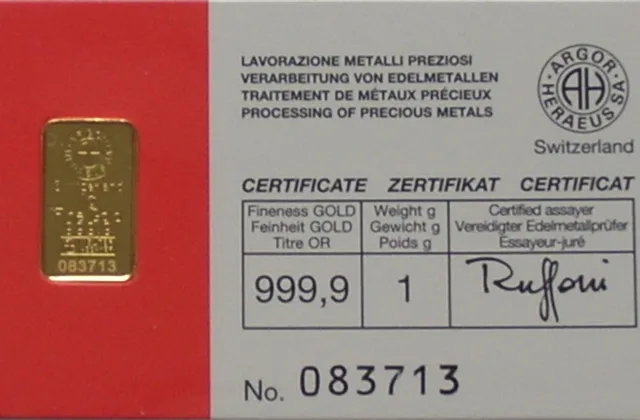 LAVORAZIONE METALLI PREZIOSI
VERARBEITUNG VON EDELMETALLEN
TRAITEMENT DE MÉTAUX PRÉCIEUX
PROCESSING OF PRECIOUS METALS
ARGOR HERAEUS SA
AH
Switzerland
CERTIFICATE ZERTIFIKAT CERTIFICAT
Fineness GOLD
Feinheit GOLD
Titre OR
Weight g
Gewicht g
Poids g
Certified assayer
Vereidigter Edelmetallprüfer
Essayeur-juré
999,9
1
Ruffoni
No. 083713
083713